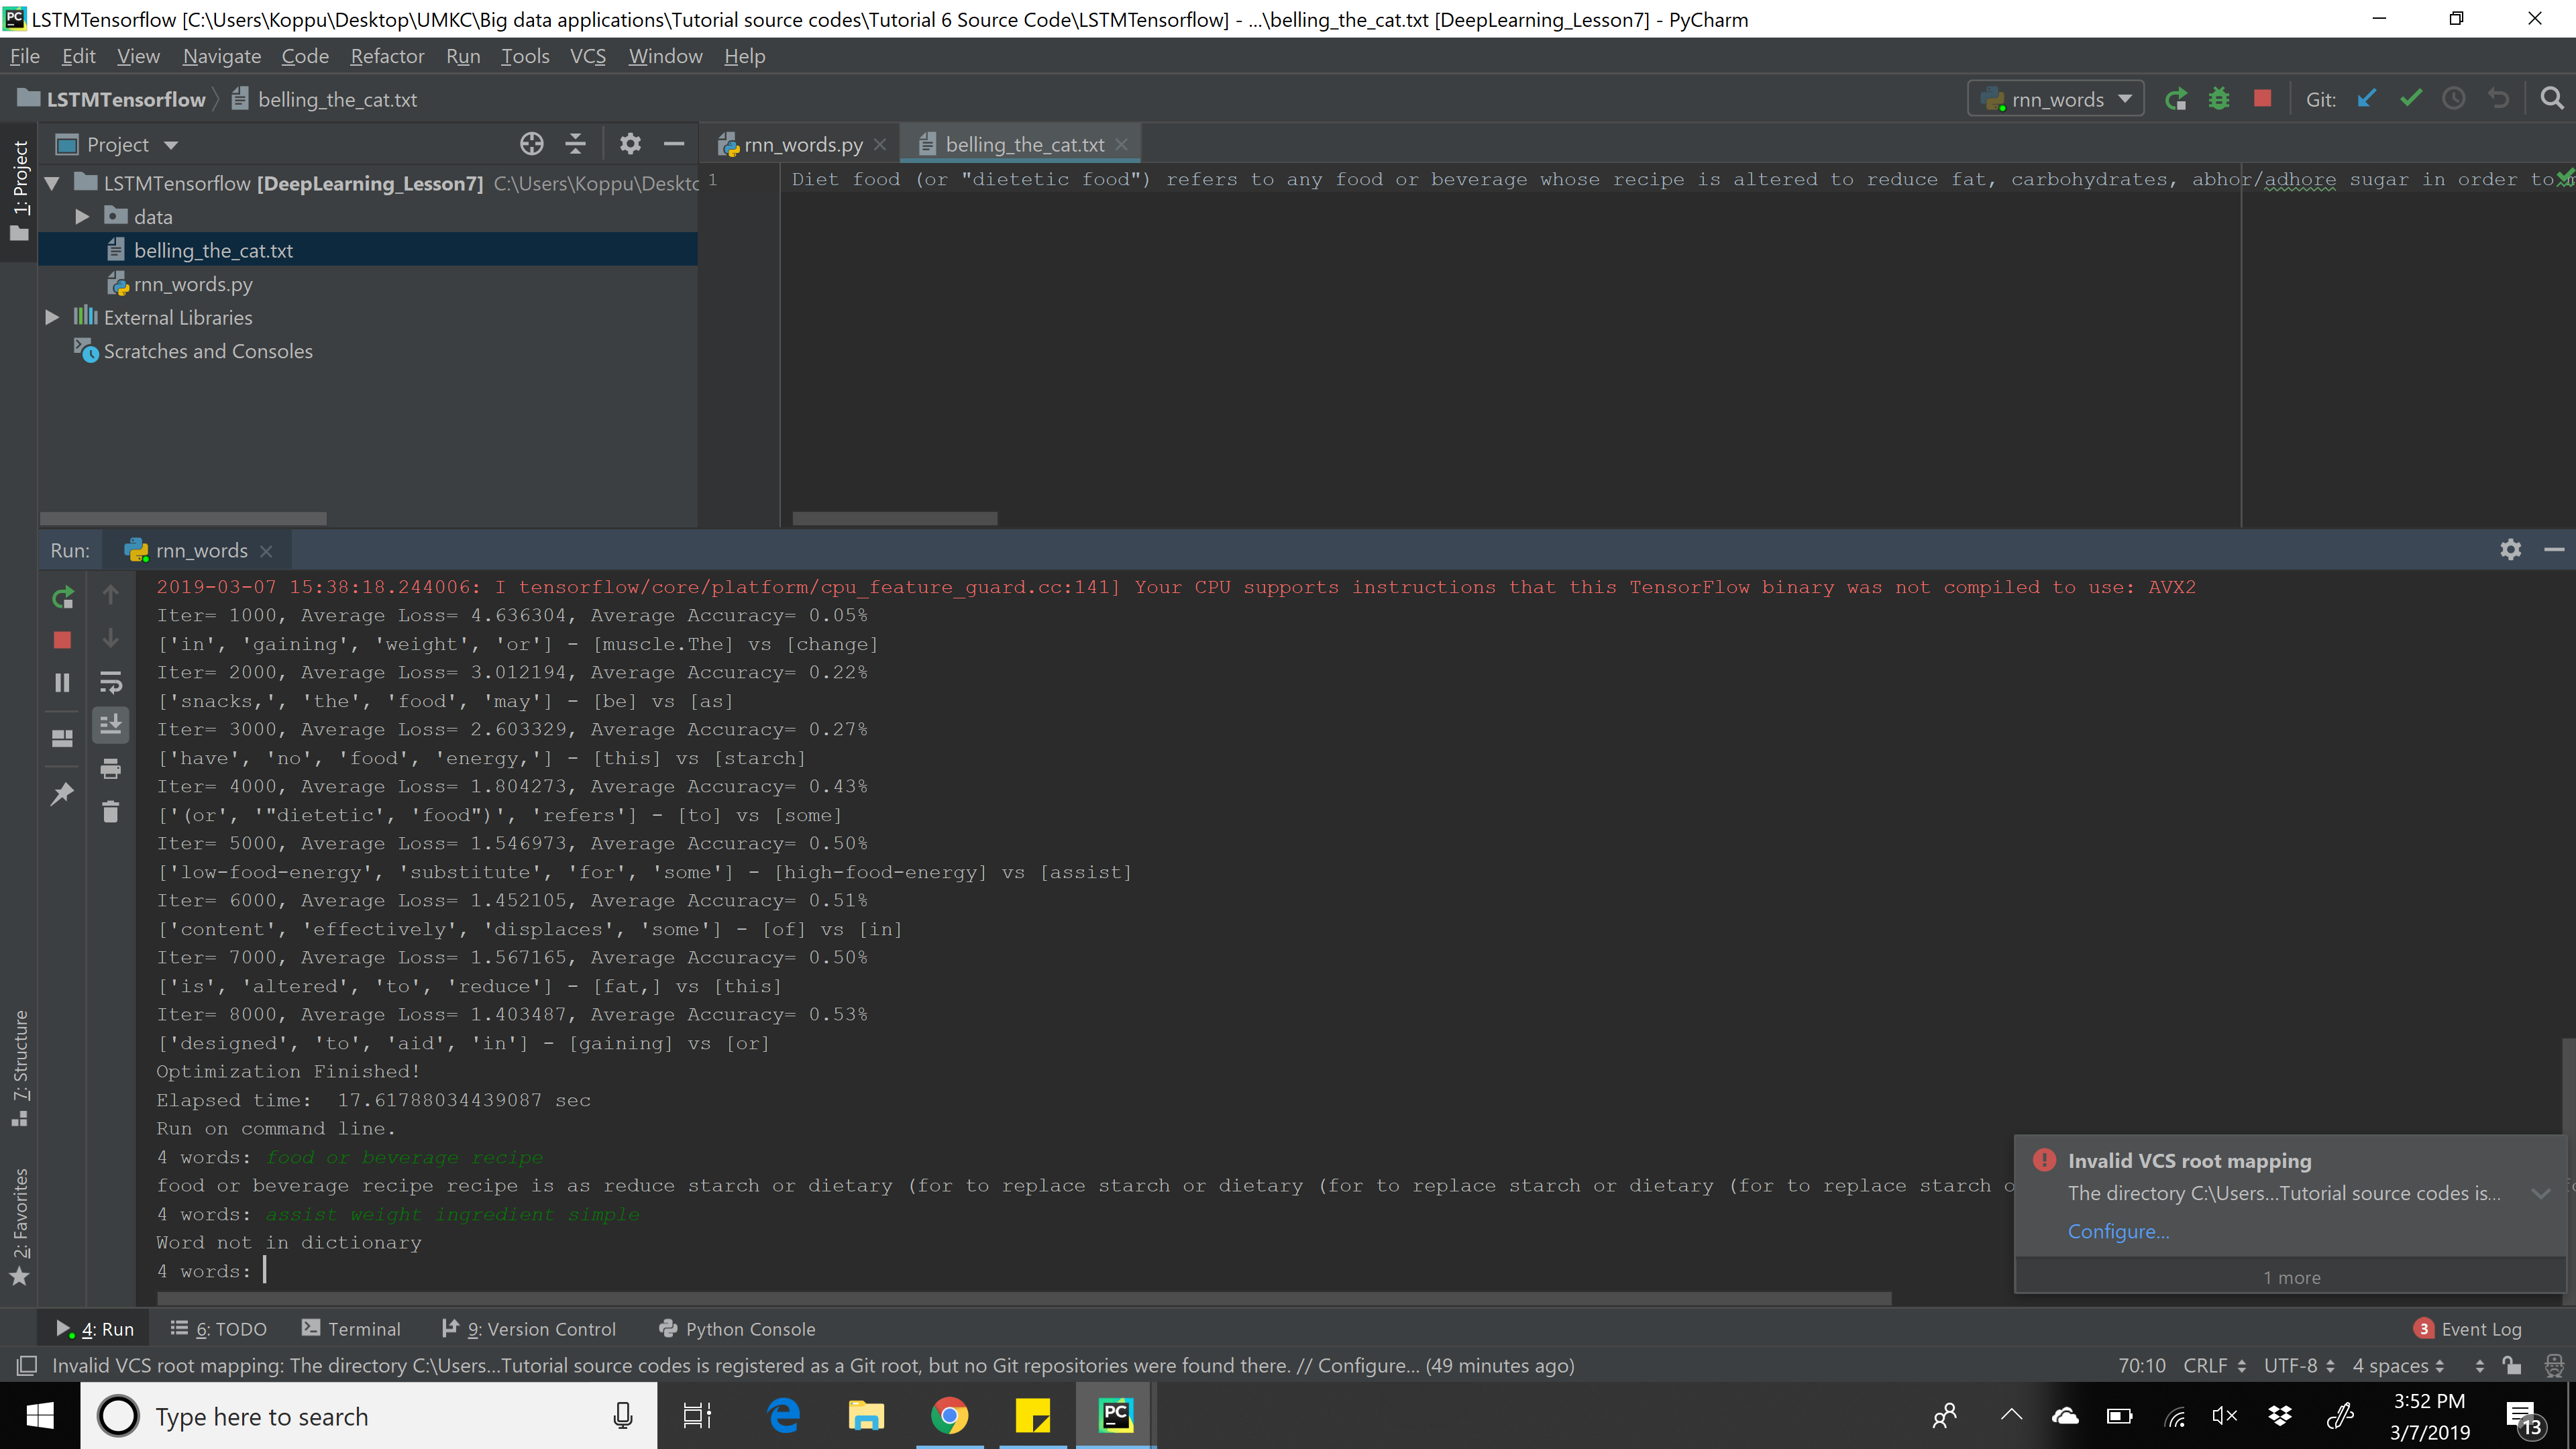 LSTMTensorflow [C:\Users\Koppu\Desktop\UMKC\Big data applications\Tutorial source codes\Tutorial 6 Source Code\LSTMTensorflow] - ...\belling_the_cat.txt [DeepLearning_Lesson7] - PyCharm
File Edit View Navigate Code Refactor Run Tools VCS Window Help
LSTMTensorflow belling_the_cat.txt rnn_words Git:
1: Project
Project rnn_words.py belling_the_cat.txt
LSTMTensorflow [DeepLearning_Lesson7] C:\Users\Koppu\Deskto
data
belling_the_cat.txt
rnn_words.py
External Libraries
Scratches and Consoles
1 Diet food (or "dietetic food") refers to any food or beverage whose recipe is altered to reduce fat, carbohydrates, abhor/adhore sugar in order to
Run: rnn_words
2019-03-07 15:38:18.244006: I tensorflow/core/platform/cpu_feature_guard.cc:141] Your CPU supports instructions that this TensorFlow binary was not compiled to use: AVX2
Iter= 1000, Average Loss= 4.636304, Average Accuracy= 0.05%
['in', 'gaining', 'weight', 'or'] - [muscle.The] vs [change]
Iter= 2000, Average Loss= 3.012194, Average Accuracy= 0.22%
['snacks,', 'the', 'food', 'may'] - [be] vs [as]
Iter= 3000, Average Loss= 2.603329, Average Accuracy= 0.27%
['have', 'no', 'food', 'energy,'] - [this] vs [starch]
Iter= 4000, Average Loss= 1.804273, Average Accuracy= 0.43%
['(or', '"dietetic', 'food")', 'refers'] - [to] vs [some]
Iter= 5000, Average Loss= 1.546973, Average Accuracy= 0.50%
['low-food-energy', 'substitute', 'for', 'some'] - [high-food-energy] vs [assist]
Iter= 6000, Average Loss= 1.452105, Average Accuracy= 0.51%
['content', 'effectively', 'displaces', 'some'] - [of] vs [in]
Iter= 7000, Average Loss= 1.567165, Average Accuracy= 0.50%
['is', 'altered', 'to', 'reduce'] - [fat,] vs [this]
Iter= 8000, Average Loss= 1.403487, Average Accuracy= 0.53%
['designed', 'to', 'aid', 'in'] - [gaining] vs [or]
Optimization Finished!
Elapsed time:  17.61788034439087 sec
Run on command line.
4 words: food or beverage recipe
food or beverage recipe recipe is as reduce starch or dietary (for to replace starch or dietary (for to replace starch or dietary (for to replace starch o
4 words: assist weight ingredient simple
Word not in dictionary
4 words:
7: Structure
2: Favorites
Invalid VCS root mapping
The directory C:\Users...Tutorial source codes is...
Configure...
1 more
4: Run 6: TODO Terminal 9: Version Control Python Console 3 Event Log
Invalid VCS root mapping: The directory C:\Users...Tutorial source codes is registered as a Git root, but no Git repositories were found there. // Configure... (49 minutes ago) 70:10 CRLF UTF-8 4 spaces
Type here to search
PC
3:52 PM
3/7/2019
13